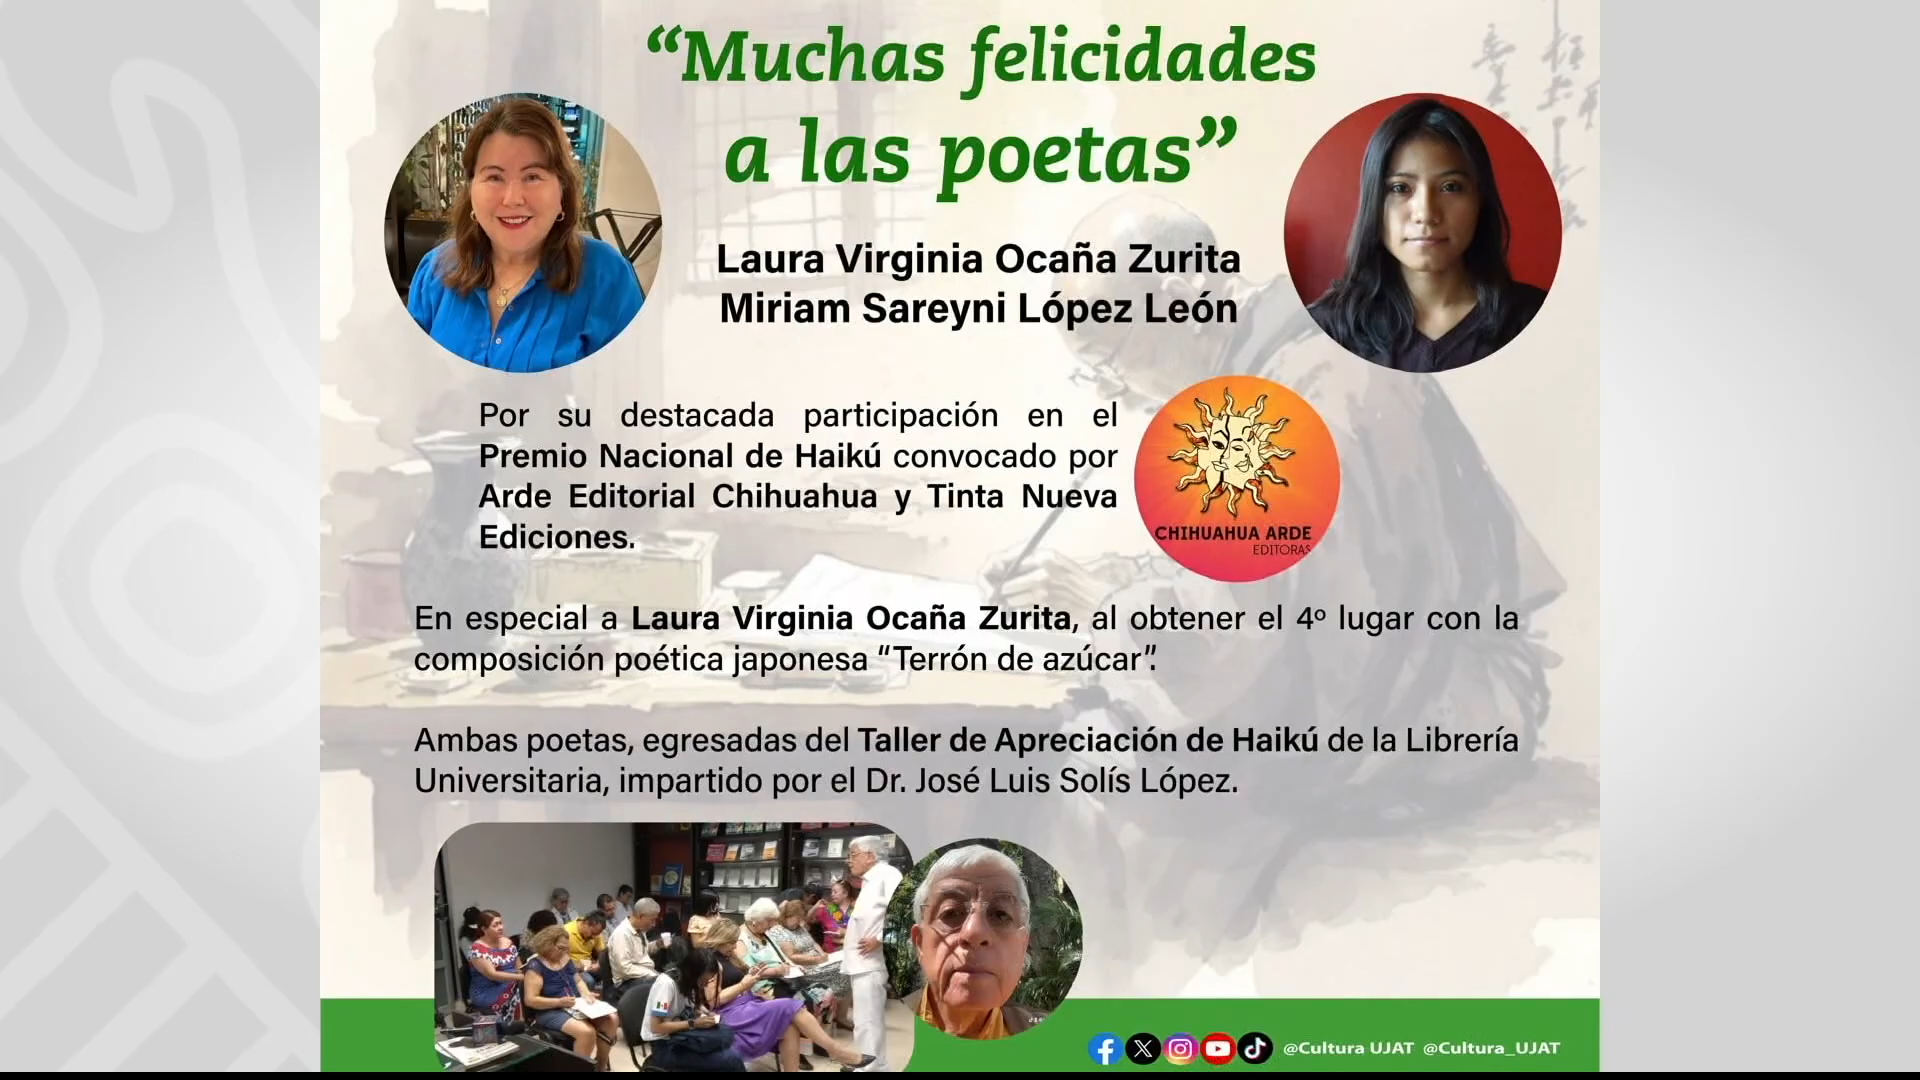 “Muchas felicidades
a las poetas”
Laura Virginia Ocaña Zurita
Miriam Sareyni López León
Por su destacada participación en el
Premio Nacional de Haikú convocado por
Arde Editorial Chihuahua y Tinta Nueva
Ediciones.
CHIHUAHUA ARDE
EDITORAS
En especial a Laura Virginia Ocaña Zurita, al obtener el 4º lugar con la
composición poética japonesa “Terrón de azúcar”.
Ambas poetas, egresadas del Taller de Apreciación de Haikú de la Librería
Universitaria, impartido por el Dr. José Luis Solís López.
@Cultura UJAT @Cultura_UJAT